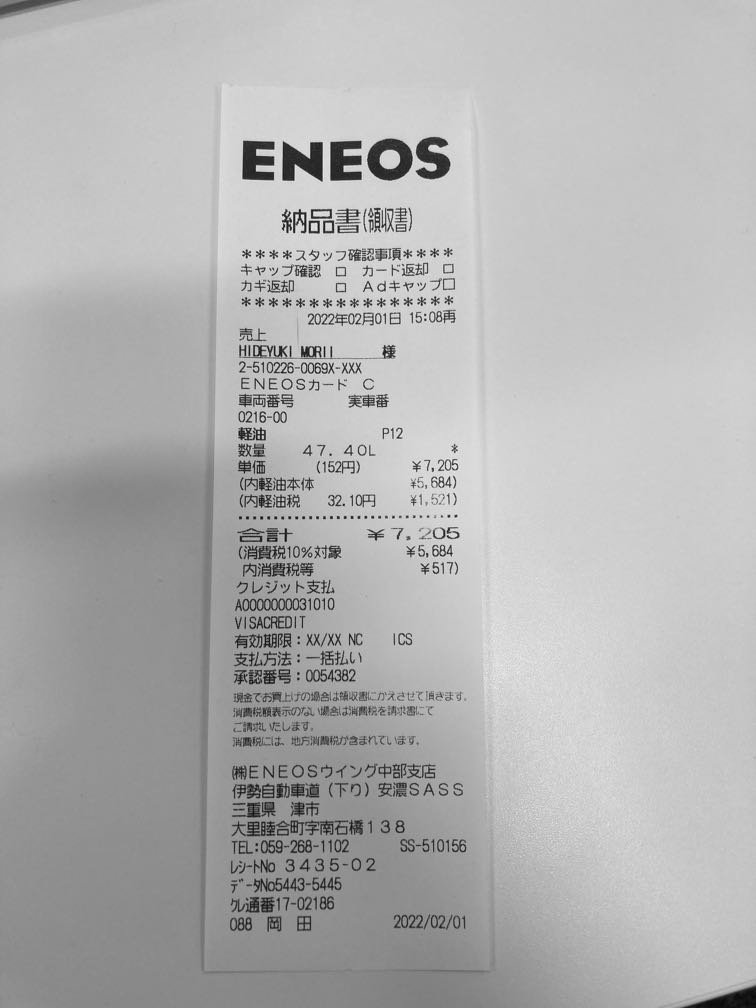 ENEOS
納品書(領収書)
****スタッフ確認事項****
キャップ確認 □ カード返却 □
カギ返却 □ Adキャップ□
****************
2022年02月01日 15:08再
売上
HIDEYUKI MORII 様
2-510226-0069X-XXX
ENEOSカード C
車両番号 実車番
0216-00
軽油 P12
数量 47.40L *
単価 (152円) ¥7,205
(内軽油本体 ¥5,684)
(内軽油税 32.10円 ¥1,521)
合計 ¥7,205
(消費税10%対象 ¥5,684
内消費税等 ¥517)
クレジット支払
A0000000031010
VISACREDIT
有効期限:XX/XX NC ICS
支払方法:一括払い
承認番号:0054382
現金でお買上げの場合は領収書にかえさせて頂きます。
消費税額表示のない場合は消費税を請求書にて
ご請求いたします。
消費税には、地方消費税が含まれています。
㈱ENEOSウイング中部支店
伊勢自動車道(下り)安濃SASS
三重県 津市
大里睦合町字南石橋138
TEL:059-268-1102 SS-510156
レシートNo 3435-02
データNo5443-5445
クレ通番17-02186
088 岡 田 2022/02/01